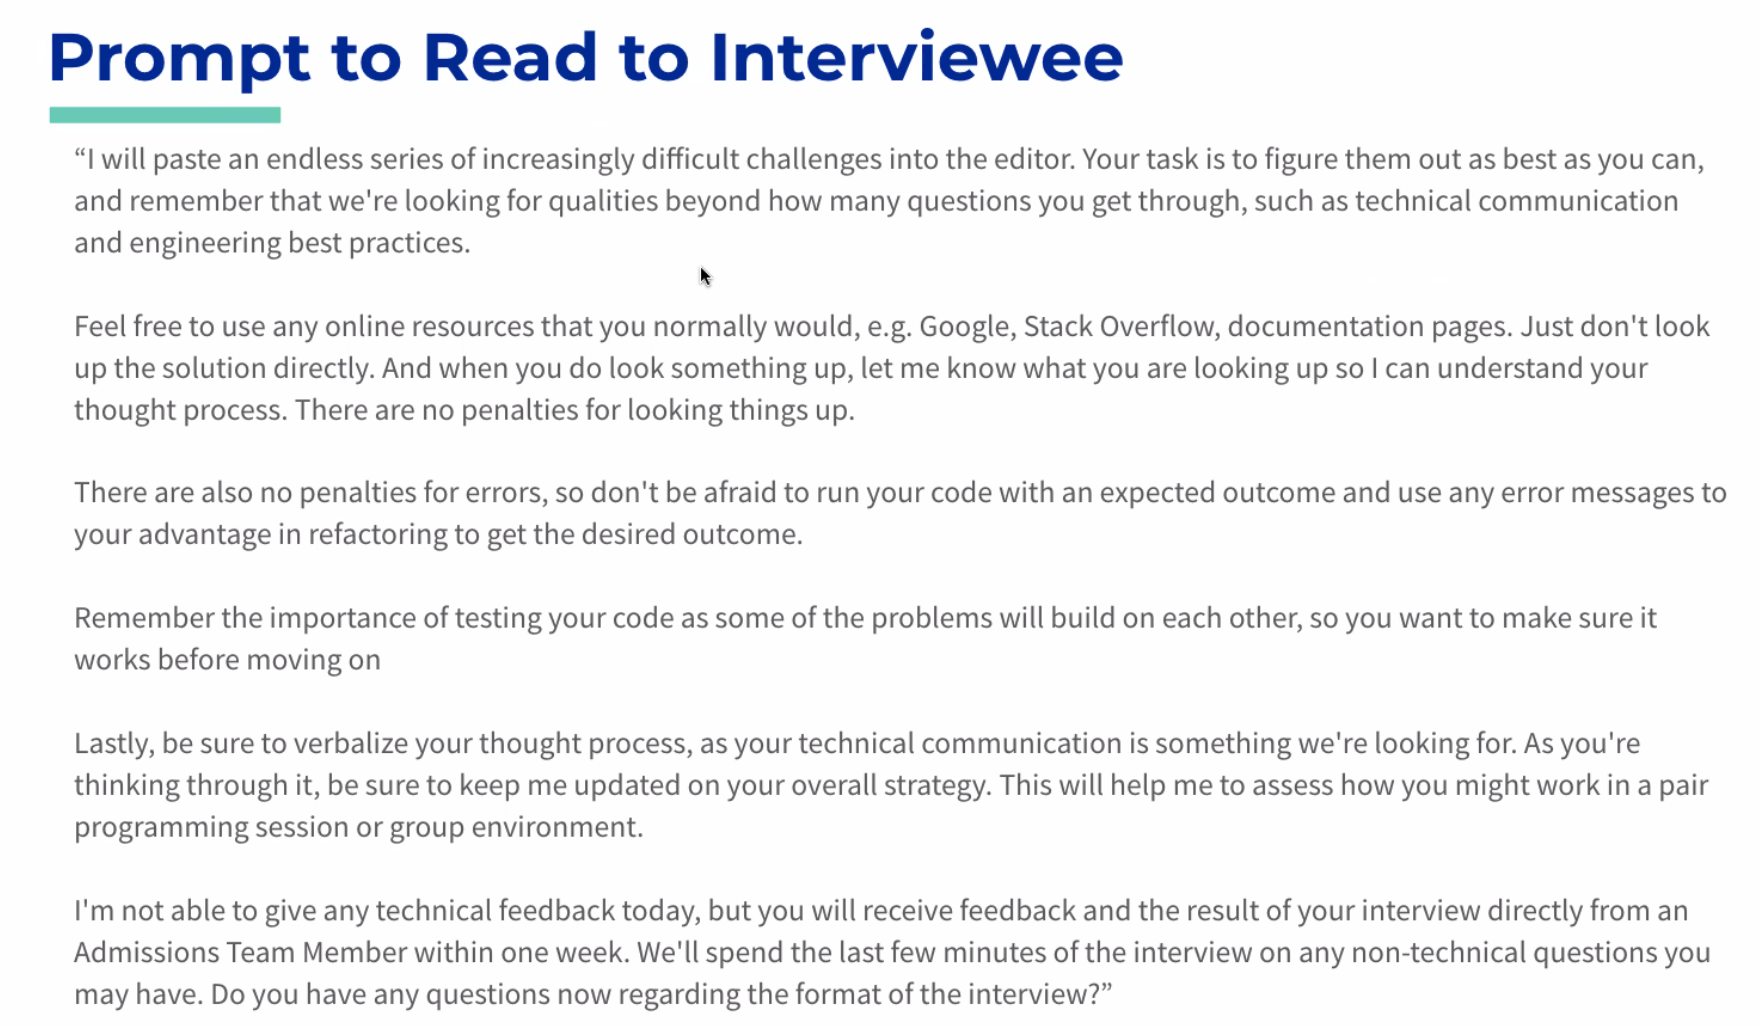 Prompt to Read to Interviewee
“I will paste an endless series of increasingly difficult challenges into the editor. Your task is to figure them out as best as you can,
and remember that we're looking for qualities beyond how many questions you get through, such as technical communication
and engineering best practices.
Feel free to use any online resources that you normally would, e.g. Google, Stack Overflow, documentation pages. Just don't look
up the solution directly. And when you do look something up, let me know what you are looking up so I can understand your
thought process. There are no penalties for looking things up.
There are also no penalties for errors, so don't be afraid to run your code with an expected outcome and use any error messages to
your advantage in refactoring to get the desired outcome.
Remember the importance of testing your code as some of the problems will build on each other, so you want to make sure it
works before moving on
Lastly, be sure to verbalize your thought process, as your technical communication is something we're looking for. As you're
thinking through it, be sure to keep me updated on your overall strategy. This will help me to assess how you might work in a pair
programming session or group environment.
I'm not able to give any technical feedback today, but you will receive feedback and the result of your interview directly from an
Admissions Team Member within one week. We'll spend the last few minutes of the interview on any non-technical questions you
may have. Do you have any questions now regarding the format of the interview?”